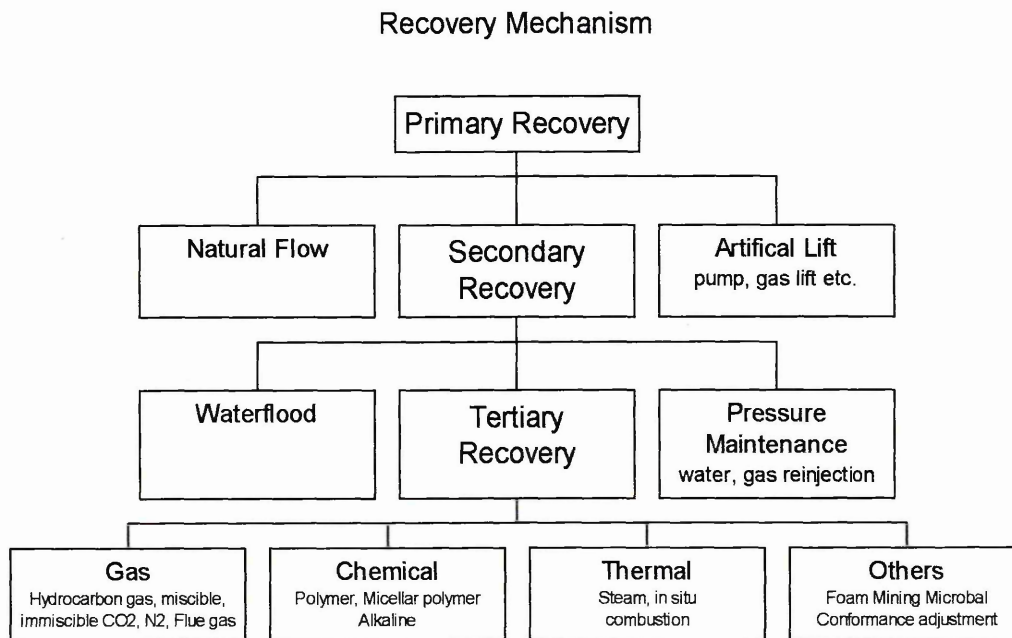 Recovery Mechanism
Primary Recovery
Natural Flow
Secondary
Recovery
Artifical Lift
pump, gas lift etc.
Waterflood
Tertiary
Recovery
Pressure
Maintenance
water, gas reinjection
Gas
Hydrocarbon gas, miscible,
immiscible CO2, N2, Flue gas
Chemical
Polymer, Micellar polymer
Alkaline
Thermal
Steam, in situ
combustion
Others
Foam Mining Microbal
Conformance adjustment